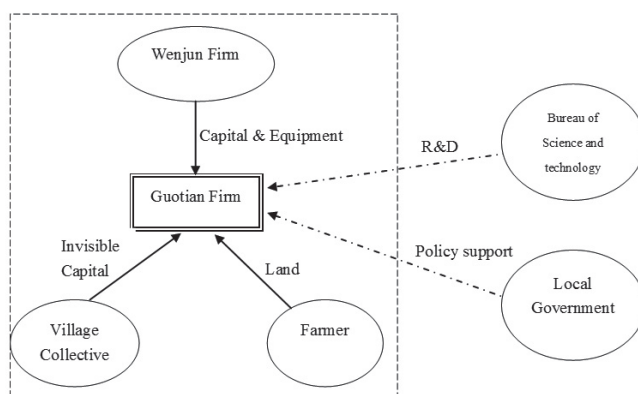 Wenjun Firm
Capital & Equipment
Bureau of
Science and
technology
R&D
Guotian Firm
Invisible
Capital
Land
Policy support
Local
Government
Village
Collective
Farmer